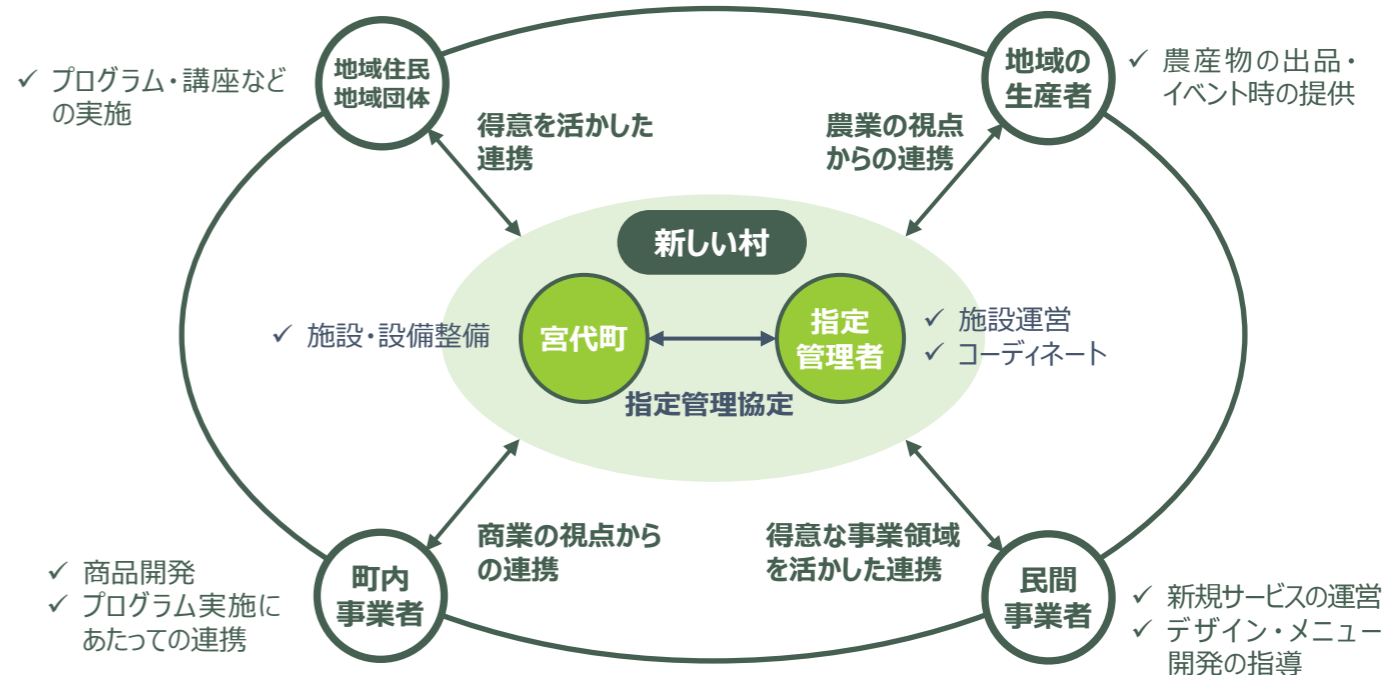 地域住民
地域団体
✓ プログラム・講座など
の実施
地域の
生産者
✓ 農産物の出品・
イベント時の提供
得意を活かした
連携
農業の視点
からの連携
新しい村
✓ 施設・設備整備
宮代町
指定
管理者
✓ 施設運営
✓ コーディネート
指定管理協定
商業の視点から
の連携
得意な事業領域
を活かした連携
✓ 商品開発
✓ プログラム実施に
あたっての連携
町内
事業者
民間
事業者
✓ 新規サービスの運営
✓ デザイン・メニュー
開発の指導